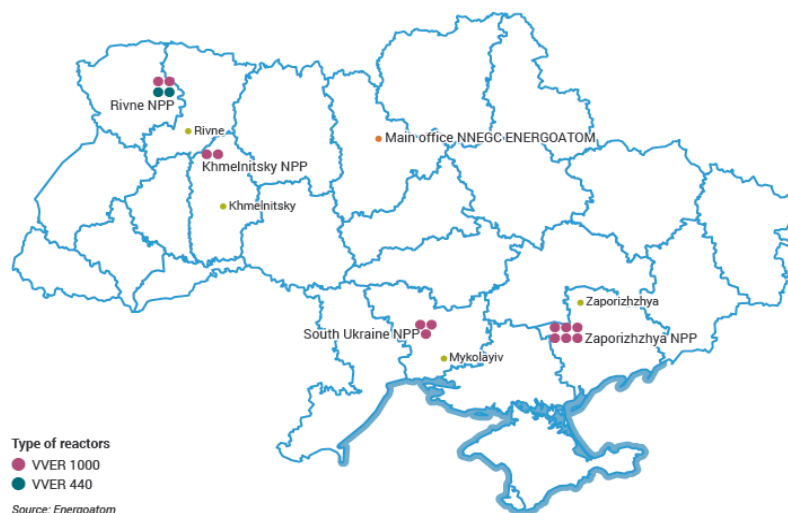 Rivne NPP
Rivne
Main office NNEGC ENERGOATOM
Khmelnitsky NPP
Khmelnitsky
Zaporizhzhya
South Ukraine NPP
Zaporizhzhya NPP
Mykolayiv
Type of reactors
VVER 1000
VVER 440
Source: Energoatom